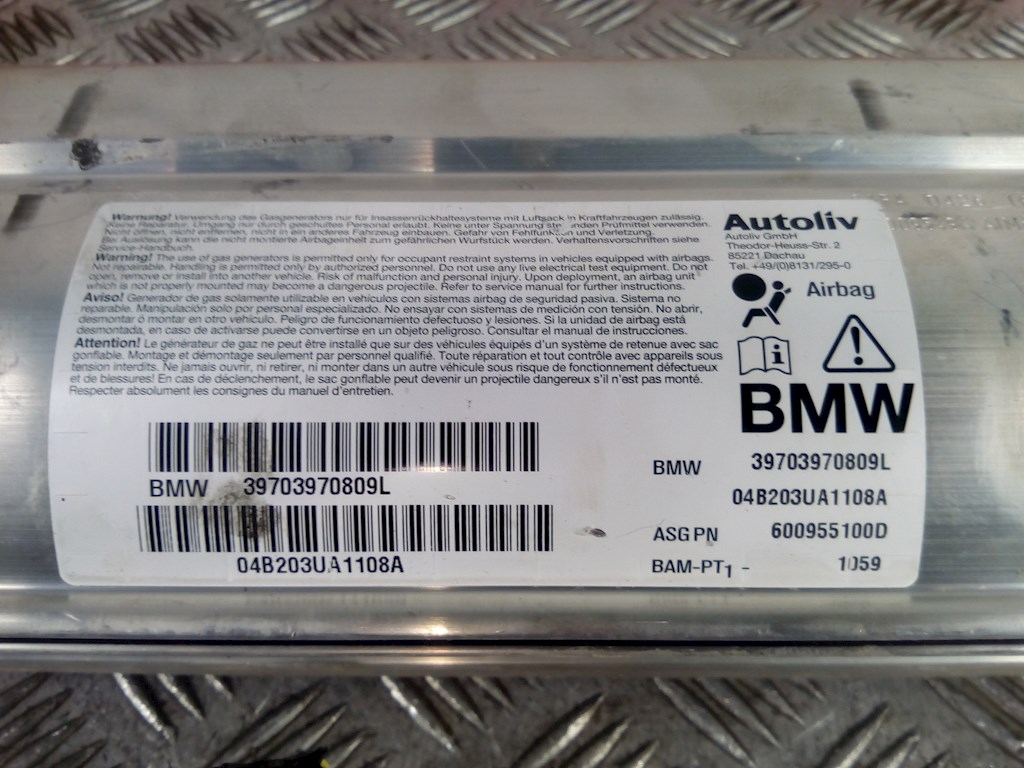 Warnung! Verwendung des Gasgenerators nur für Insassenrückhaltesysteme mit Luftsack in Kraftfahrzeugen zulässig.
Keine Reparatur. Umgang nur durch geschultes Personal erlaubt. Keine unter Spannung ste nden Prüfmittel verwenden.
Nicht öffnen, nicht entfernen, nicht in ein anderes Fahrzeug einbauen. Gefahr von Fehlfunktion und Verletzung.
Bei Auslösung kann die nicht montierte Airbageinheit zum gefährlichen Wurfstück werden. Verhaltensvorschriften siehe
Service-Handbuch.
Warning! The use of gas generators is permitted only for occupant restraint systems in vehicles equipped with airbags.
Not repairable. Handling is permitted only by authorized personnel. Do not use any live electrical test equipment. Do not
open, remove or install into another vehicle. Risk of malfunction and personal injury. Upon deployment, an airbag unit
which is not properly mounted may become a dangerous projectile. Refer to service manual for further instructions.
Aviso! Generador de gas solamente utilizable en vehículos con sistemas airbag de seguridad pasiva. Sistema no
reparable. Manipulación solo por personal especializado. No ensayar con sistemas de medición con tensión. No abrir,
desmontar ó montar en otro vehículo. Peligro de funcionamiento defectuoso y lesiones. Si la unidad de airbag está
desmontada, en caso de activarse puede convertirse en un objeto peligroso. Consultar el manual de instrucciones.
Attention! Le générateur de gaz ne peut être installé que sur des véhicules équipés d'un système de retenue avec sac
gonflable. Montage et démontage seulement par personnel qualifié. Toute réparation et tout contrôle avec appareils sous
tension interdits. Ne jamais ouvrir, ni retirer, ni monter dans un autre véhicule sous risque de fonctionnement défectueux
et de blessures! En cas de déclenchement, le sac gonflable peut devenir un projectile dangereux s'il n'est pas monté.
Respecter absolument les consignes du manuel d'entretien.
Autoliv
Autoliv GmbH
Theodor-Heuss-Str. 2
85221 Dachau
Tel. +49/(0)8131/295-0
Airbag
BMW
BMW 39703970809L
04B203UA1108A
BMW 39703970809L
04B203UA1108A
ASG PN 600955100D
BAM-PT1 - 1059